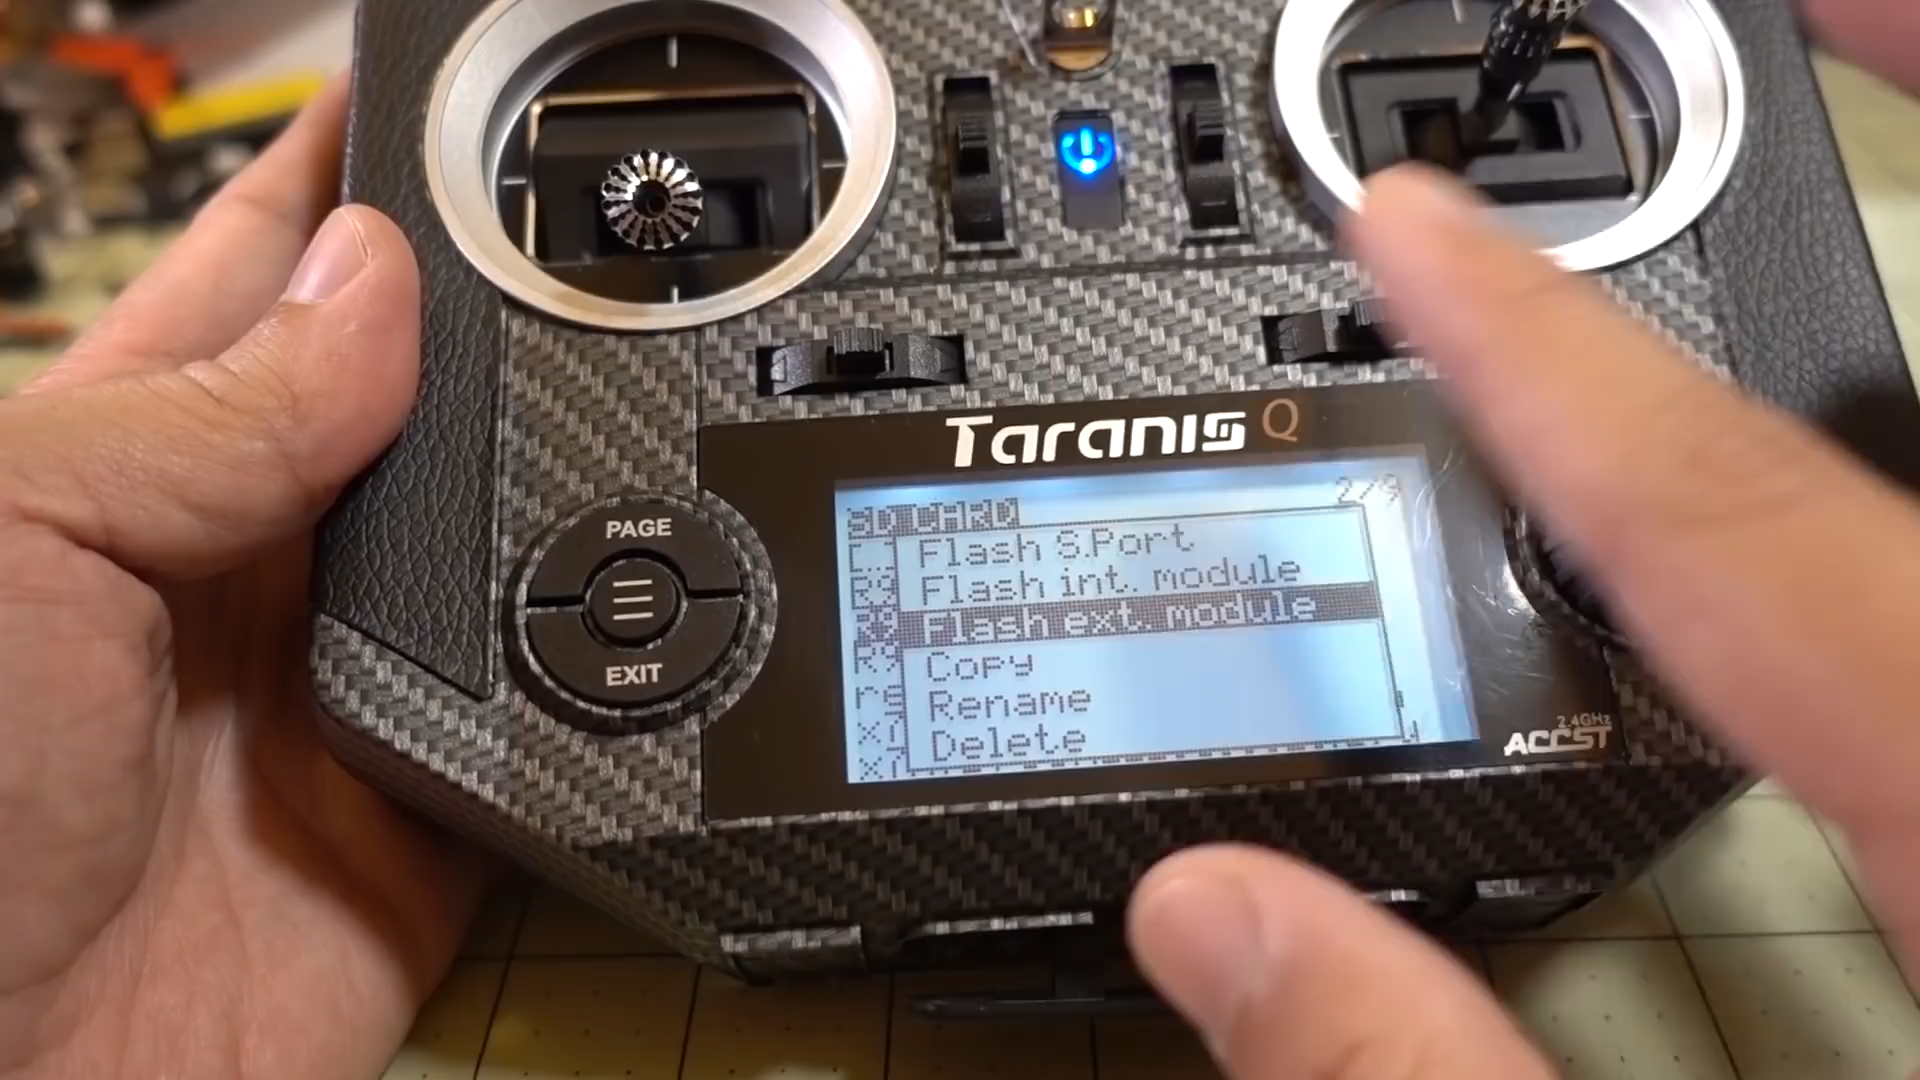 Taranis Q
2/9
SD CARD
Flash S.Port
Flash int. module
Flash ext. module
Copy
Rename
Delete
PAGE
EXIT
2.4GHz
ACCST